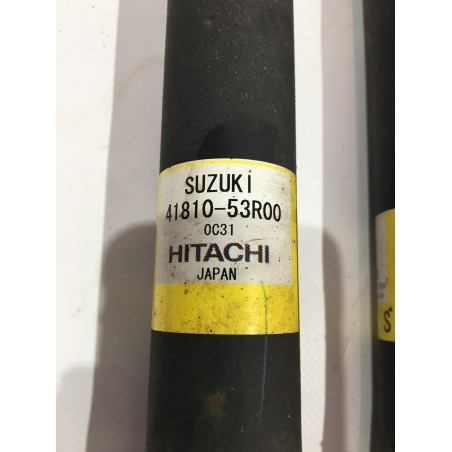 SUZUKI
41810-53R00
0C31
HITACHI
JAPAN
S